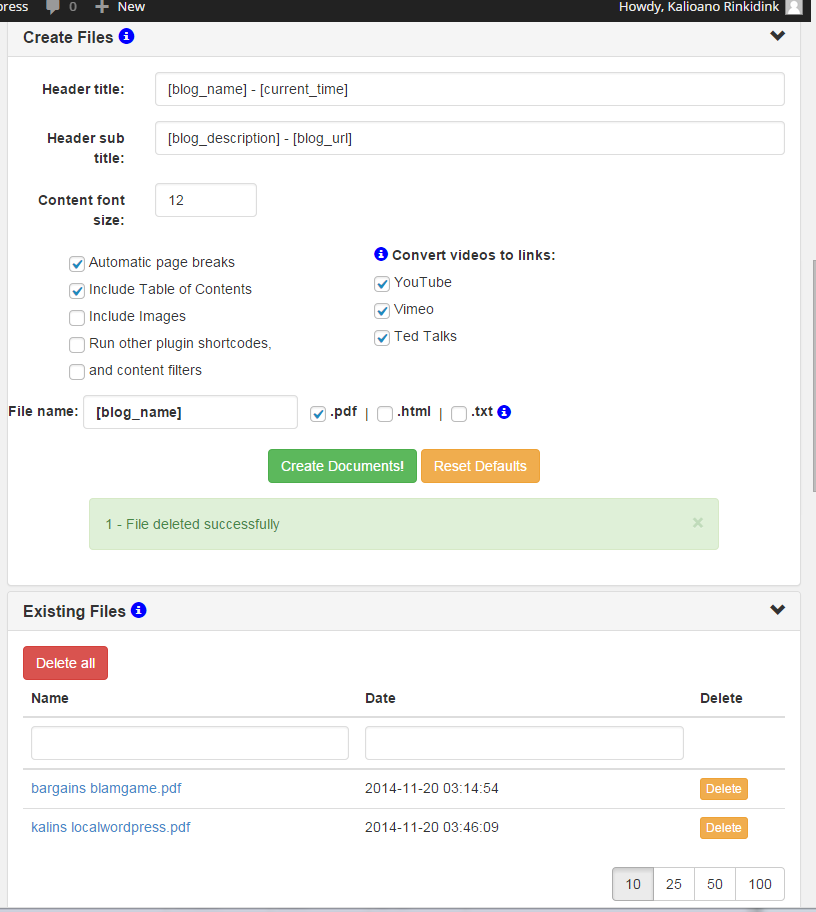 press 0 New Howdy, Kalioano Rinkidink
Create Files
Header title: [blog_name] - [current_time]
Header sub title: [blog_description] - [blog_url]
Content font size: 12
Automatic page breaks
Include Table of Contents
Include Images
Run other plugin shortcodes,
and content filters
Convert videos to links:
YouTube
Vimeo
Ted Talks
File name: [blog_name] .pdf | .html | .txt
Create Documents! Reset Defaults
1 - File deleted successfully ×
Existing Files
Delete all
Name Date Delete
bargains blamgame.pdf 2014-11-20 03:14:54 Delete
kalins localwordpress.pdf 2014-11-20 03:46:09 Delete
10 25 50 100